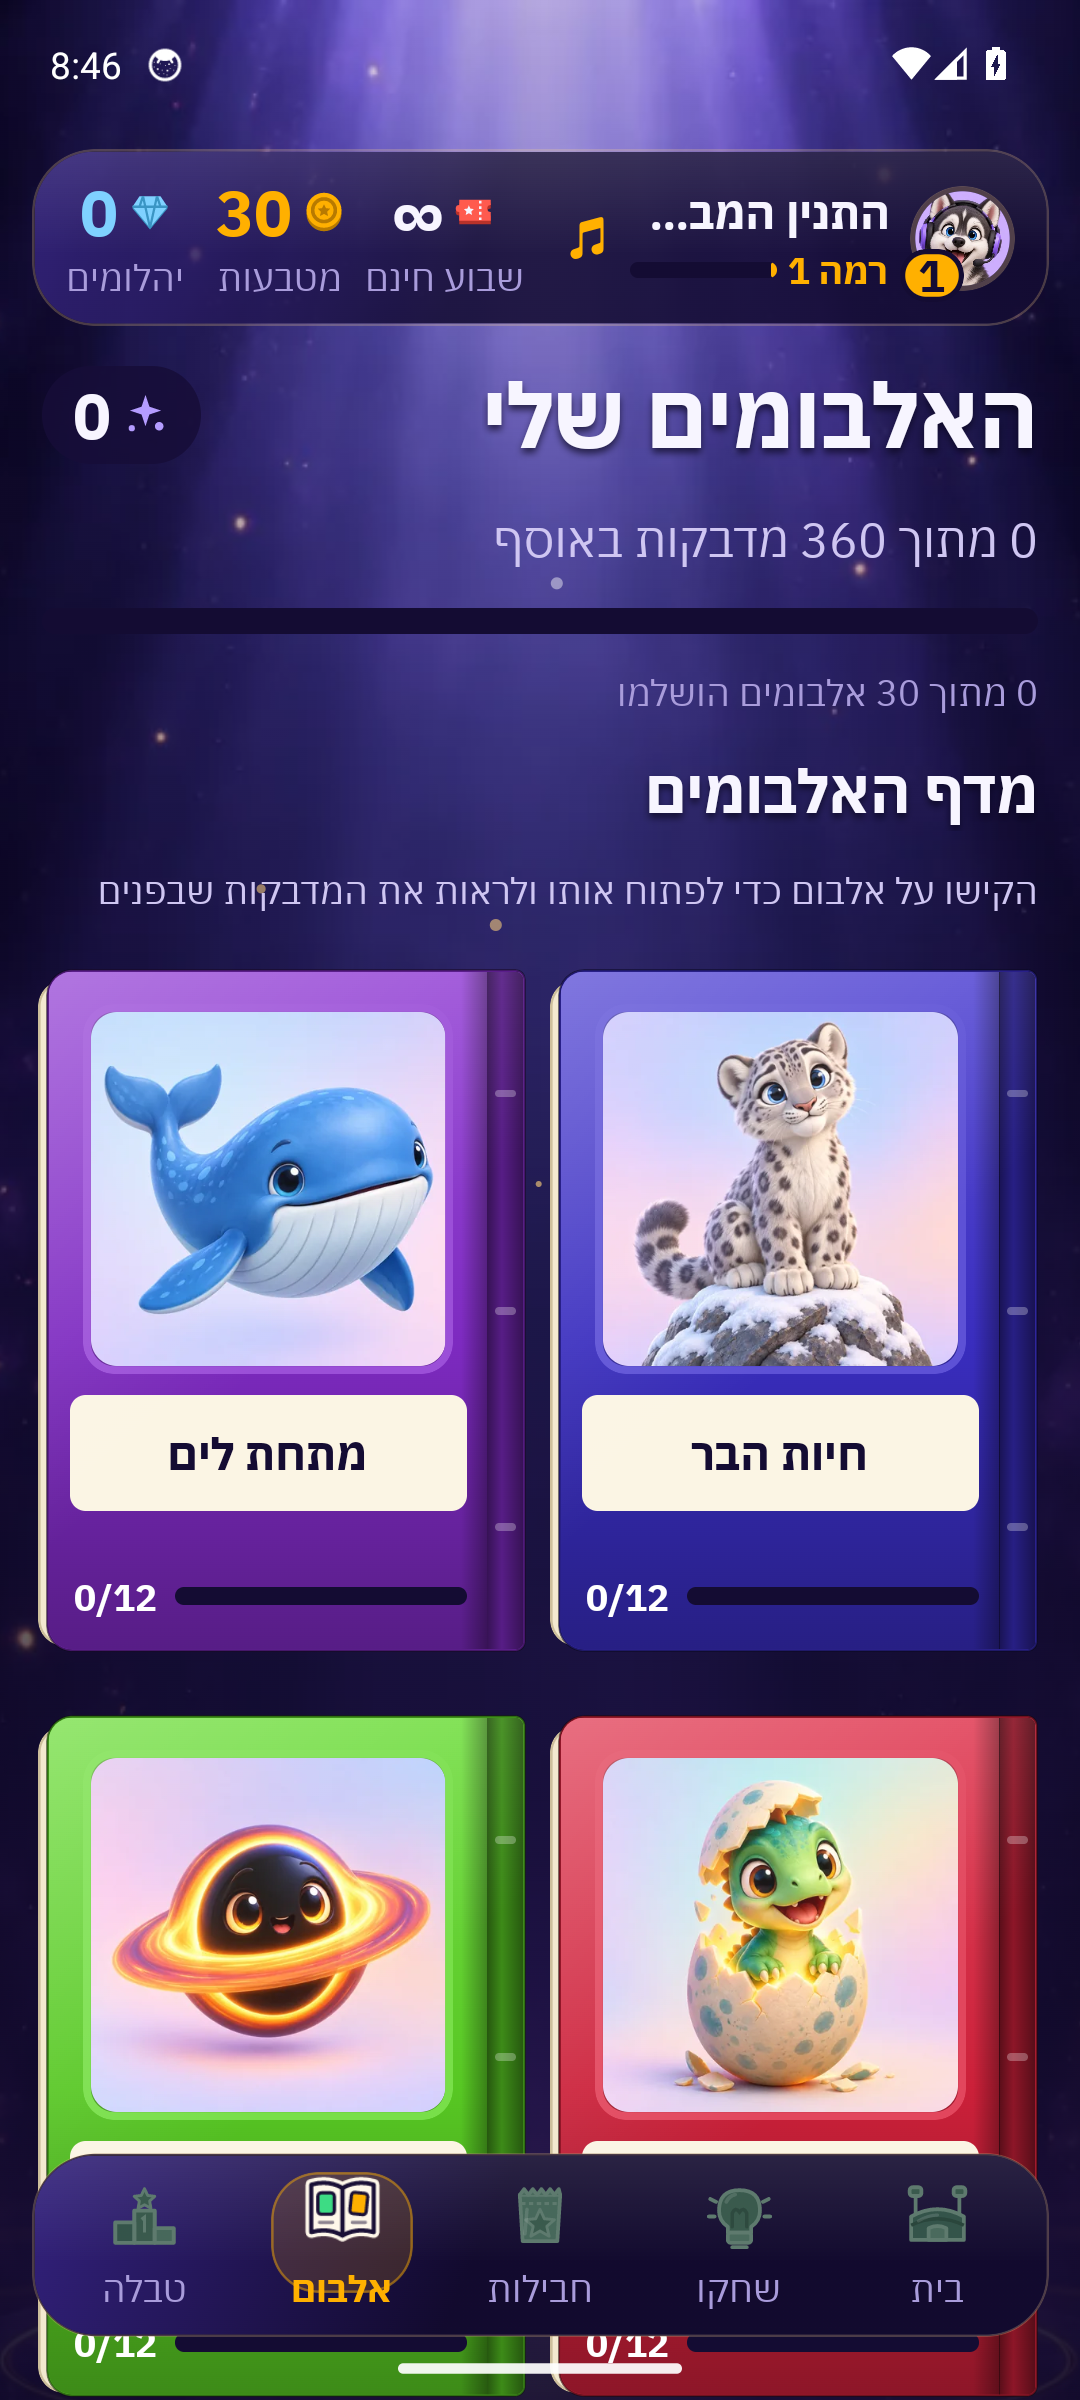 8:46
התנין המב...
רמה 1
1
∞
שבוע חינם
30
מטבעות
0
יהלומים
האלבומים שלי
0
0 מתוך 360 מדבקות באוסף
0 מתוך 30 אלבומים הושלמו
מדף האלבומים
הקישו על אלבום כדי לפתוח אותו ולראות את המדבקות שבפנים
חיות הבר
0/12
מתחת לים
0/12
0/12
0/12
בית
שחקו
חבילות
אלבום
טבלה